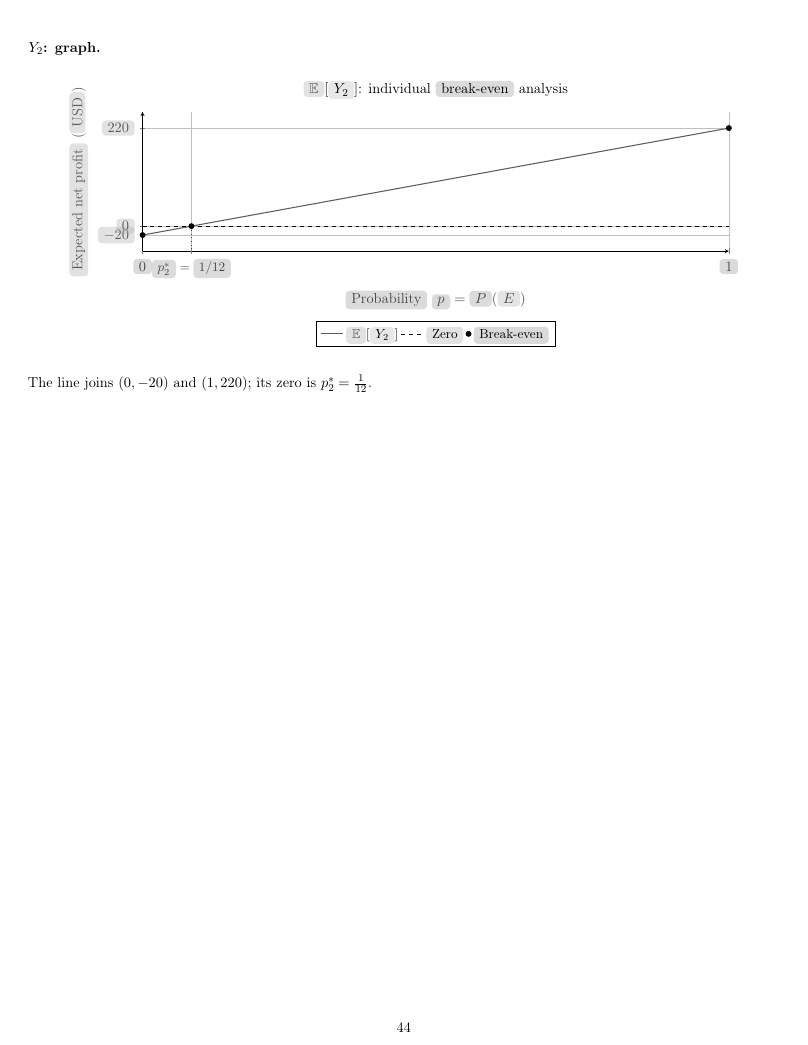 Y₂: graph.
𝔼[Y₂]: individual break-even analysis
Expected net profit (USD)
220
0
−20
0 p₂* = 1/12 1
Probability p = P(E)
𝔼[Y₂] Zero Break-even
The line joins (0, −20) and (1, 220); its zero is p₂* = 1/12.
44